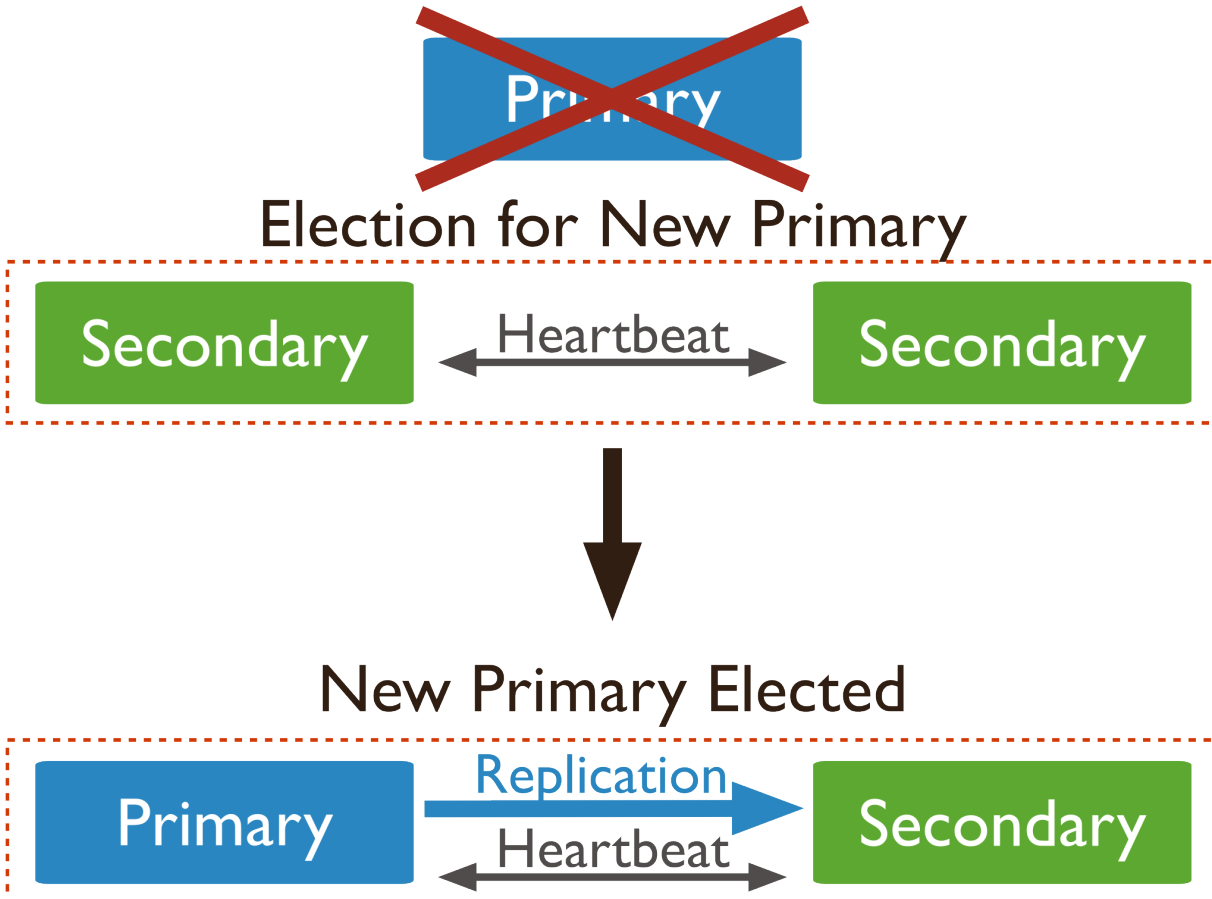 Primary
Election for New Primary
Secondary Heartbeat Secondary
New Primary Elected
Replication
Primary Secondary
Heartbeat